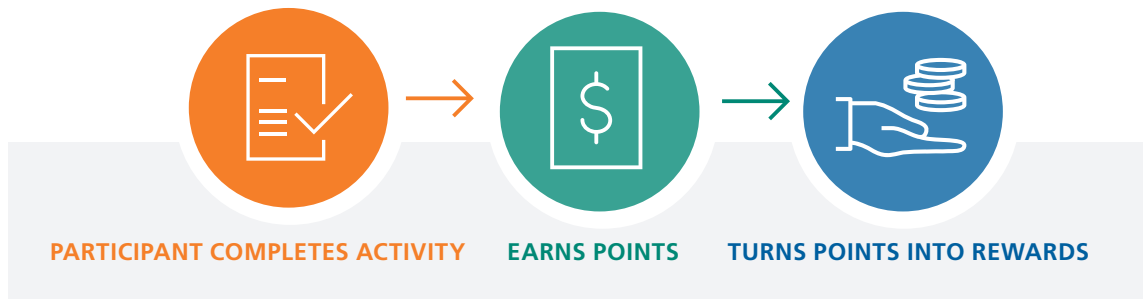 $
PARTICIPANT COMPLETES ACTIVITY
EARNS POINTS
TURNS POINTS INTO REWARDS